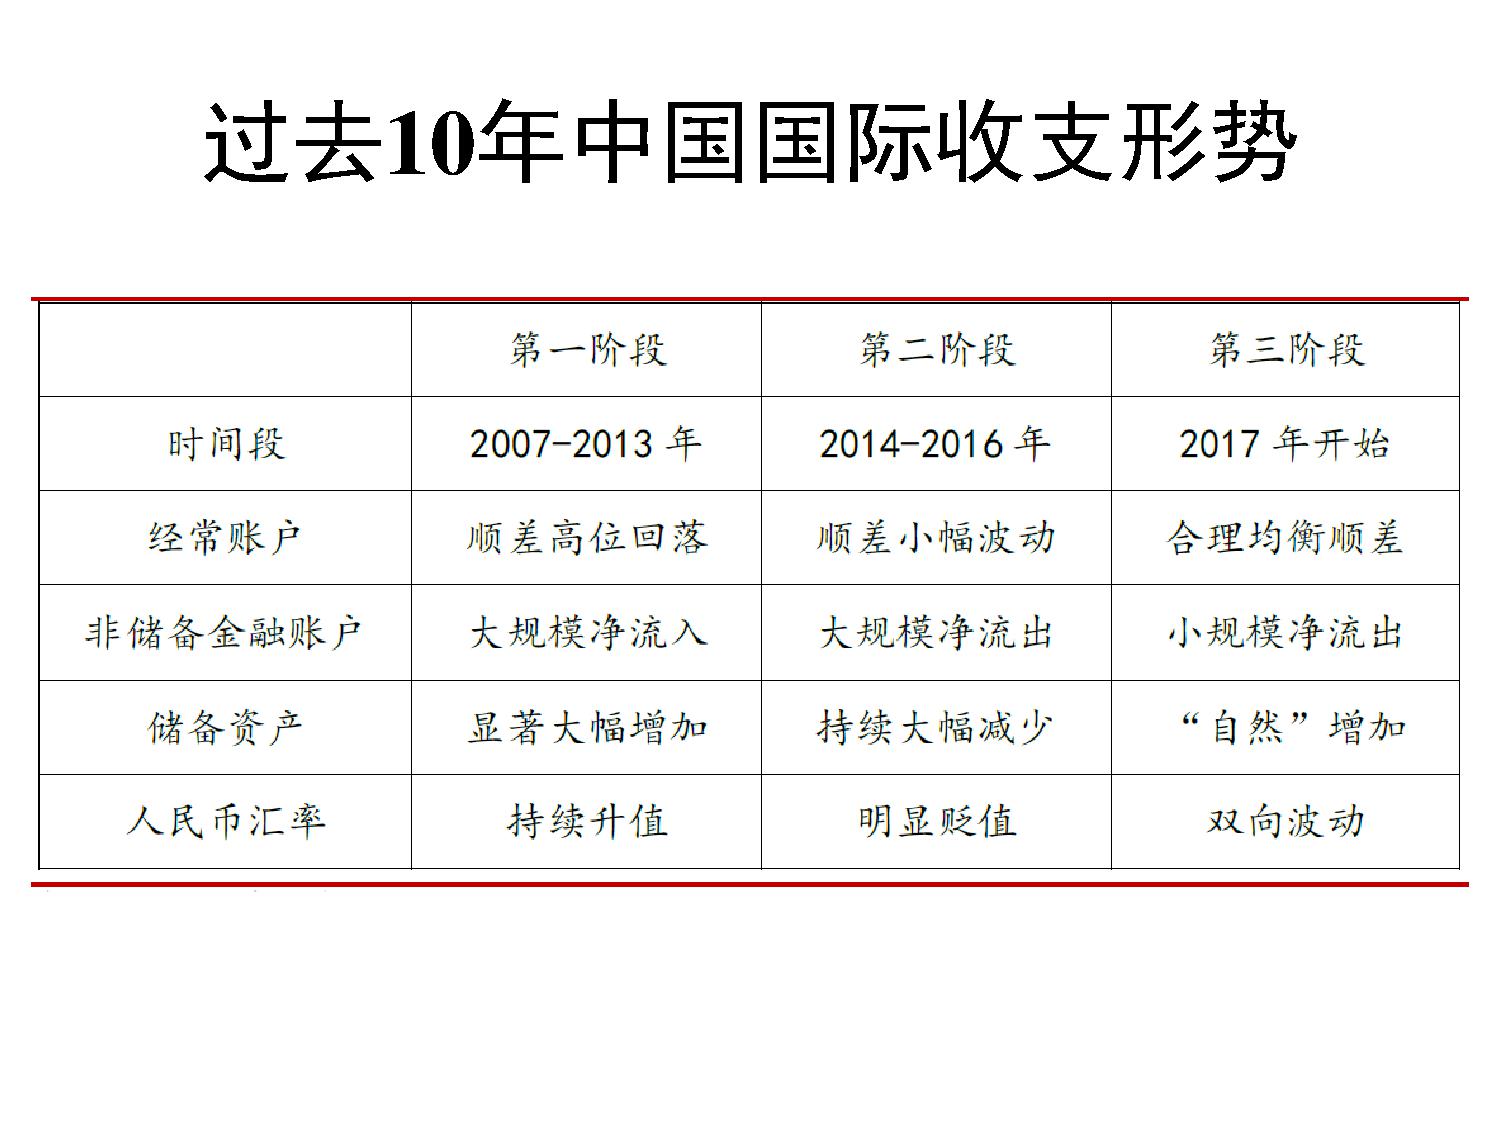 过去10年中国国际收支形势
第一阶段 第二阶段 第三阶段
时间段 2007-2013 年 2014-2016 年 2017 年开始
经常账户 顺差高位回落 顺差小幅波动 合理均衡顺差
非储备金融账户 大规模净流入 大规模净流出 小规模净流出
储备资产 显著大幅增加 持续大幅减少 “自然”增加
人民币汇率 持续升值 明显贬值 双向波动